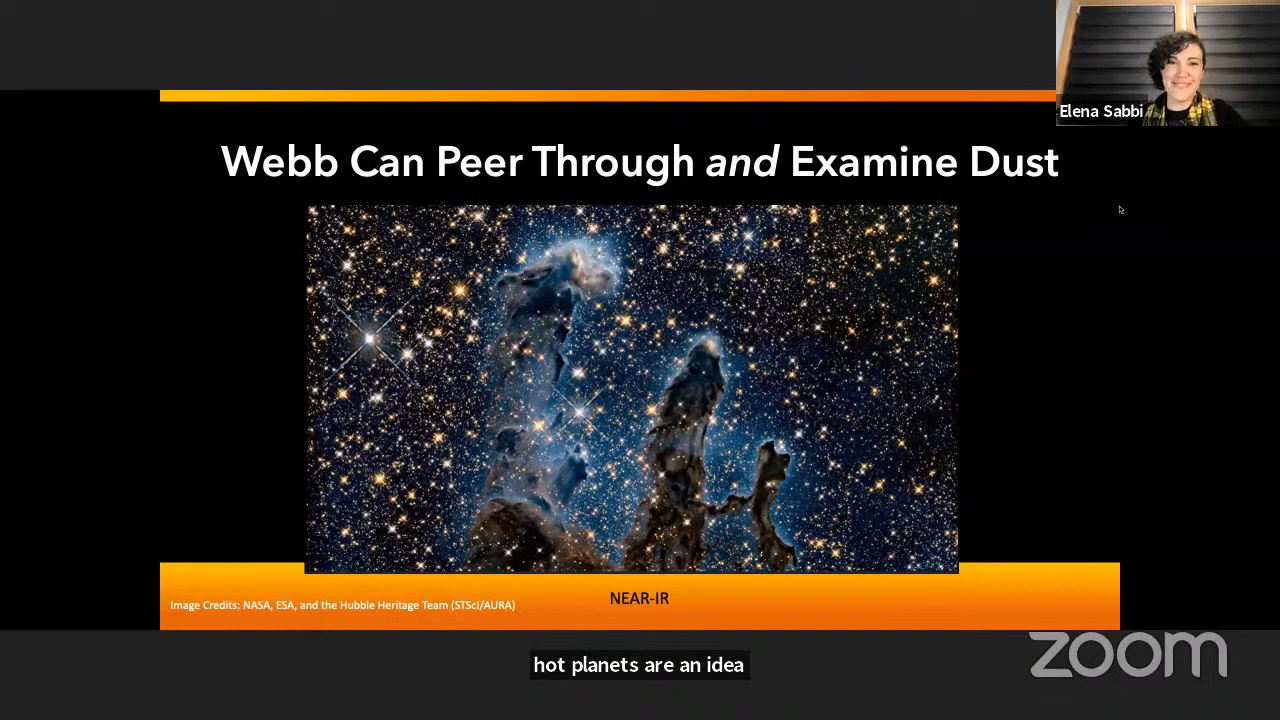 Elena Sabbi
Webb Can Peer Through and Examine Dust
Image Credits: NASA, ESA, and the Hubble Heritage Team (STScI/AURA)
NEAR-IR
hot planets are an idea
zoom